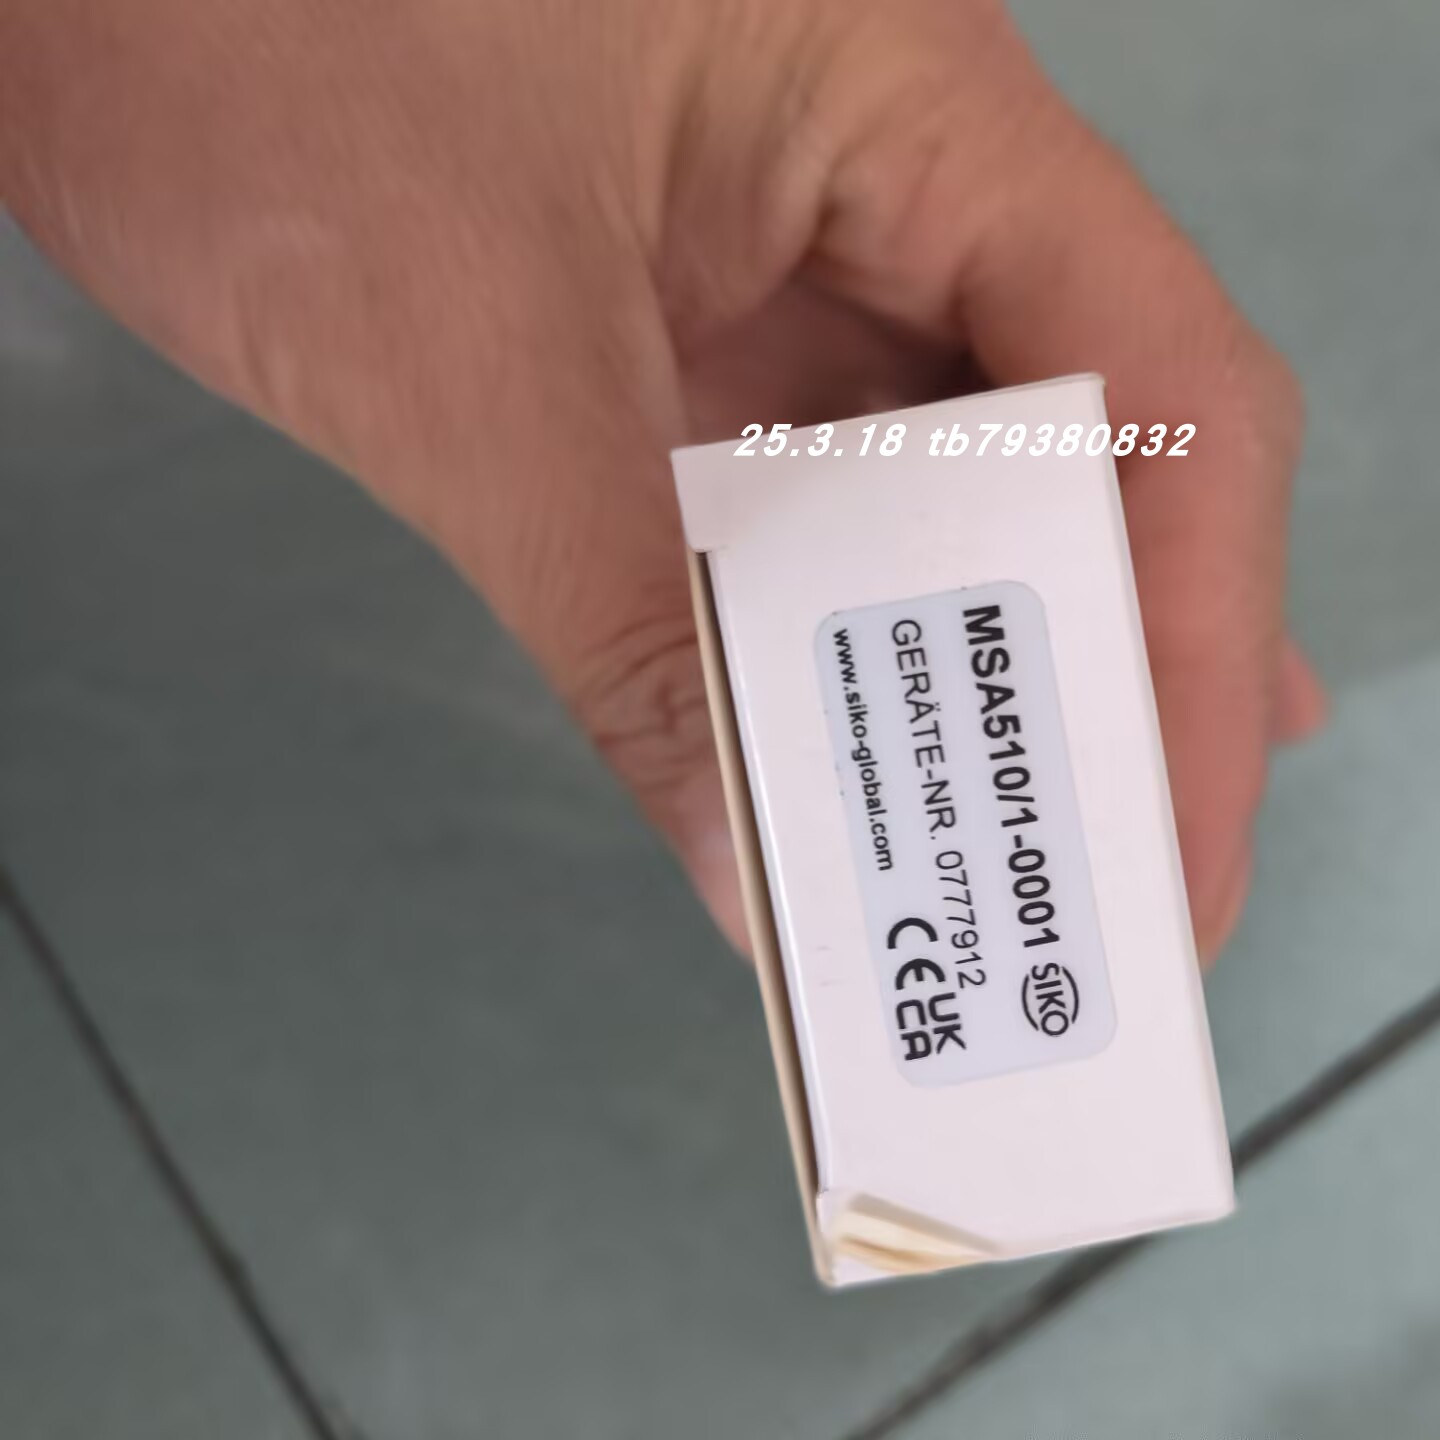 25.3.18 tb79380832
MSA510/1-0001 SIKO
GERÄTE-NR. 0777912
www.siko-global.com CE UK
CA